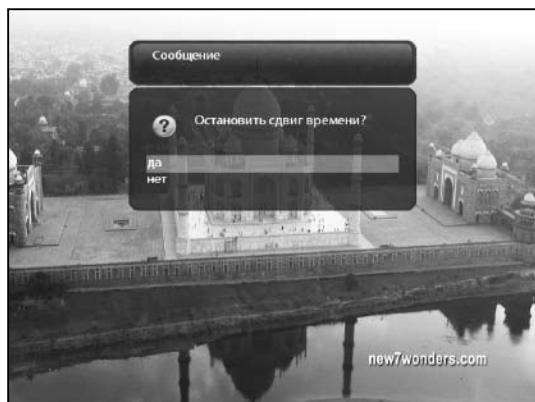 Сообщение
Остановить сдвиг времени?
да
нет
new7wonders.com